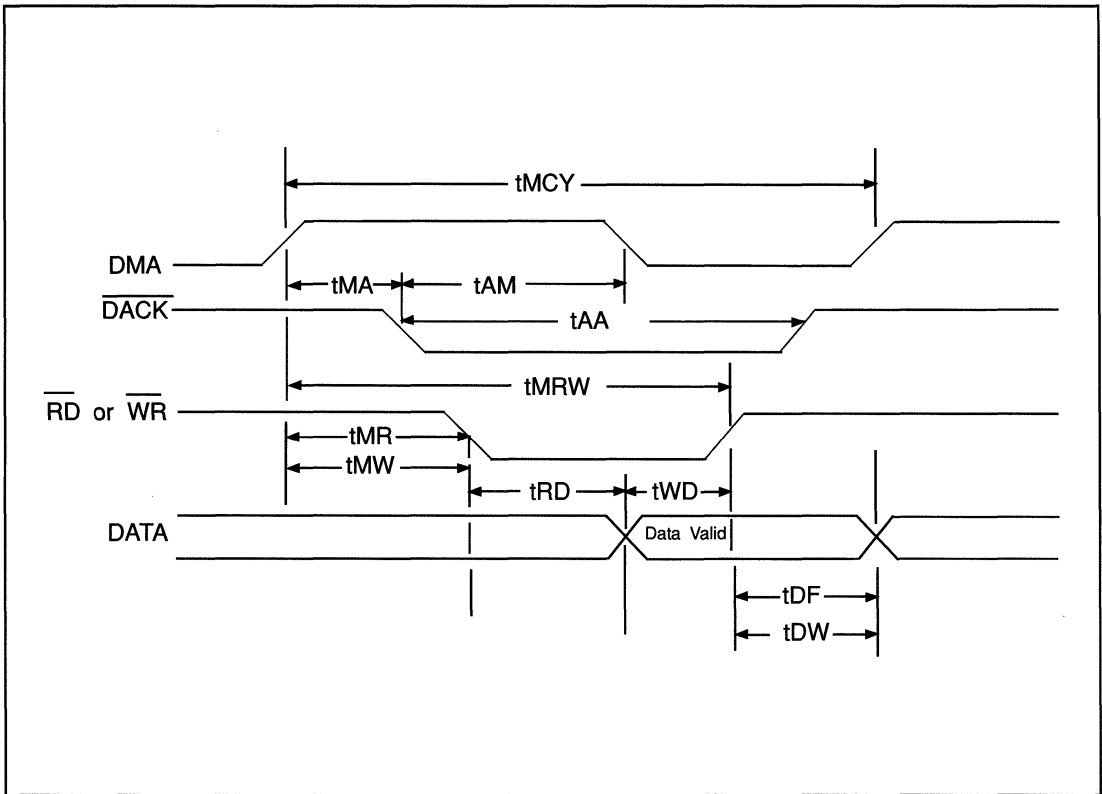 tMCY
DMA
tMA tAM
DACK
tAA
tMRW
RD or WR
tMR
tMW
tRD tWD
DATA
Data Valid
tDF
tDW